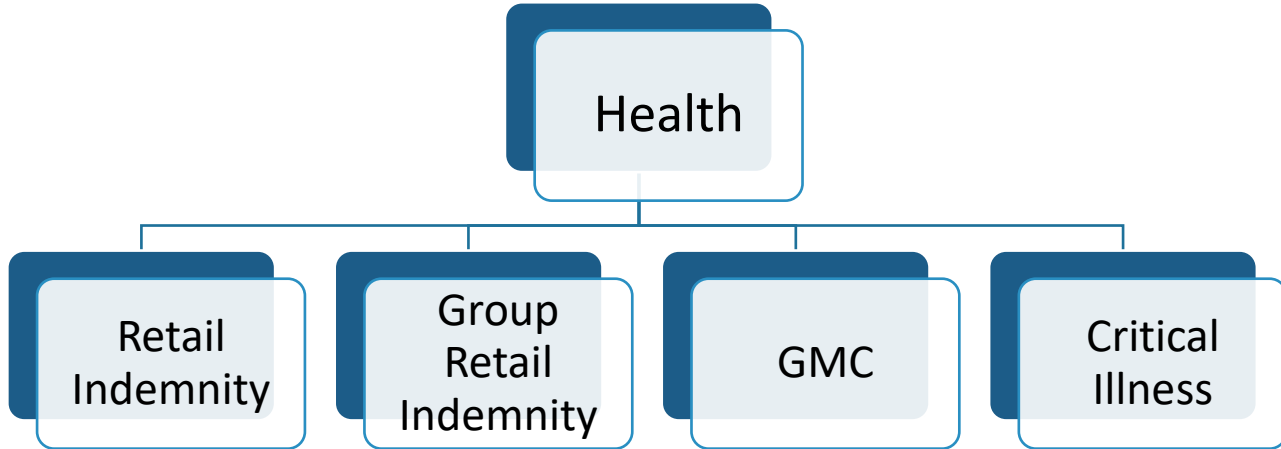 Health
Retail
Indemnity
Group
Retail
Indemnity
GMC
Critical
Illness